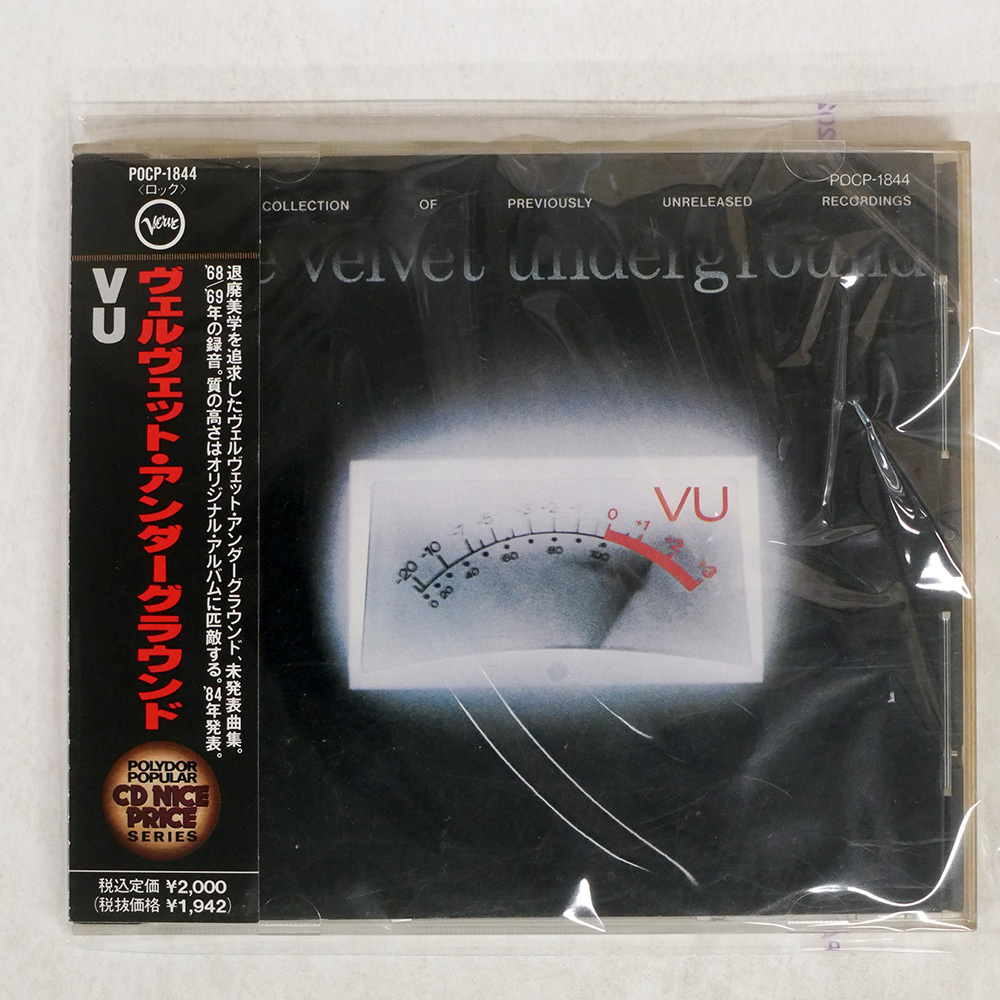 POCP-1844
〈ロック〉
Verve
VU
ヴェルヴェット・アンダーグラウンド
退廃美学を追求したヴェルヴェット・アンダーグラウンド、未発表曲集。
'68/'69年の録音。質の高さはオリジナル・アルバムに匹敵する。'84年発表。
POLYDOR
POPULAR
CD NICE
PRICE
SERIES
税込定価 ¥2,000
(税抜価格 ¥1,942)
POCP-1844
COLLECTION OF PREVIOUSLY UNRELEASED RECORDINGS
e velvet underground
VU
-20 -10 -7 -5 -3 -2 -1 0 +1 +2 +3
0 20 40 60 80 100